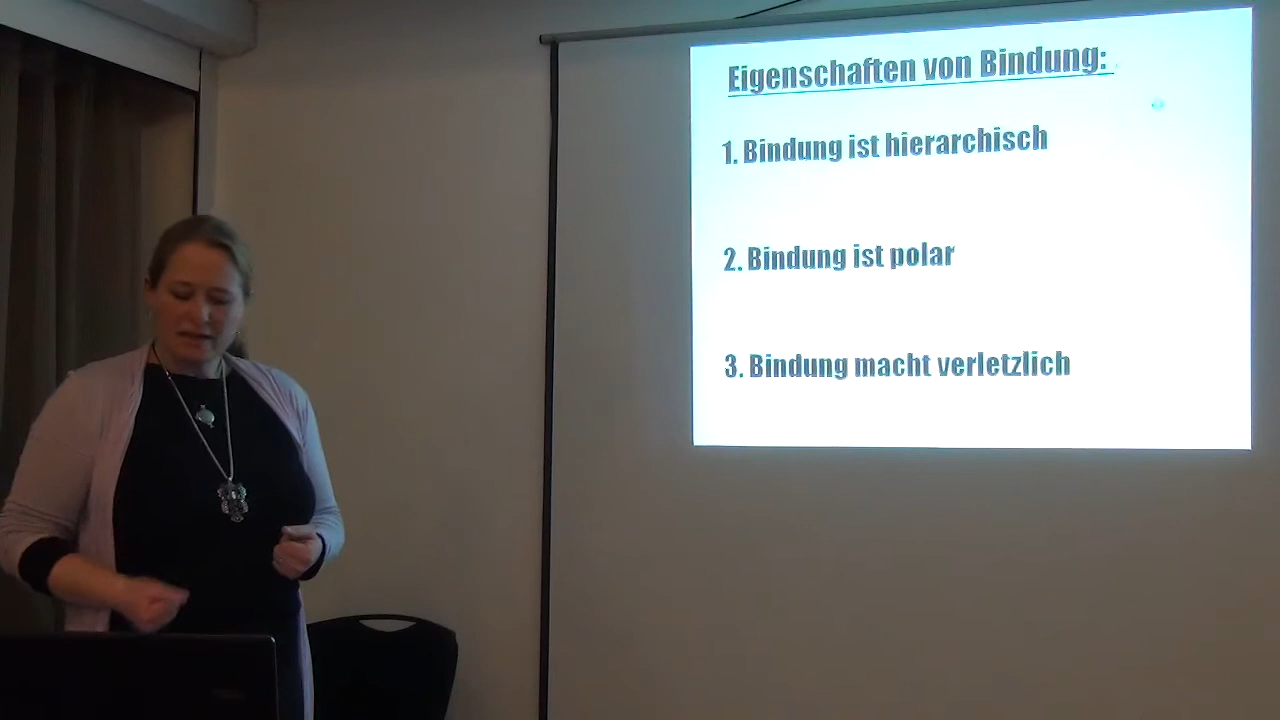 Eigenschaften von Bindung:
1. Bindung ist hierarchisch
2. Bindung ist polar
3. Bindung macht verletzlich